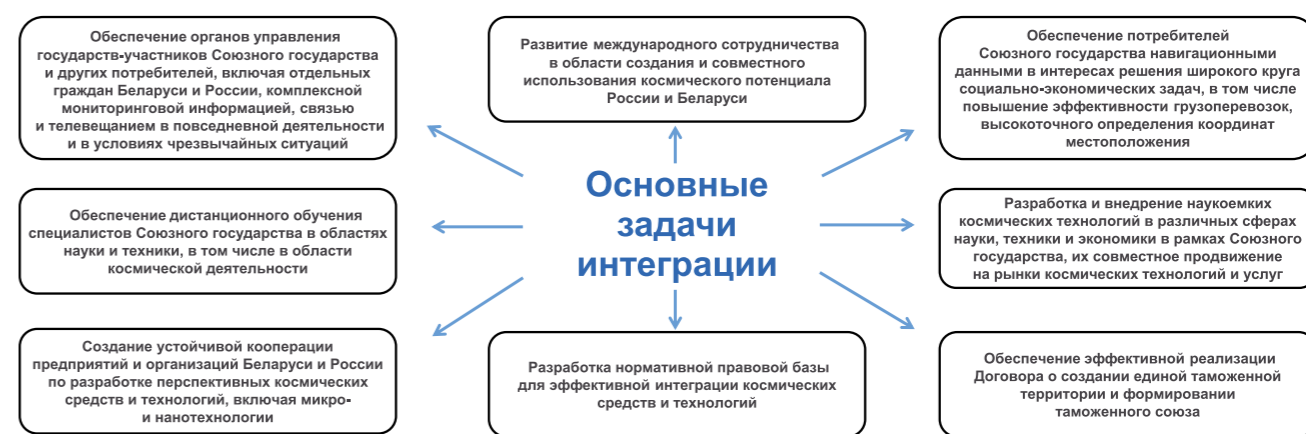 Обеспечение органов управления
государств-участников Союзного государства
и других потребителей, включая отдельных
граждан Беларуси и России, комплексной
мониторинговой информацией, связью
и телевещанием в повседневной деятельности
и в условиях чрезвычайных ситуаций
Развитие международного сотрудничества
в области создания и совместного
использования космического потенциала
России и Беларуси
Обеспечение потребителей
Союзного государства навигационными
данными в интересах решения широкого круга
социально-экономических задач, в том числе
повышение эффективности грузоперевозок,
высокоточного определения координат
местоположения
Обеспечение дистанционного обучения
специалистов Союзного государства в областях
науки и техники, в том числе в области
космической деятельности
Основные
задачи
интеграции
Разработка и внедрение наукоемких
космических технологий в различных сферах
науки, техники и экономики в рамках Союзного
государства, их совместное продвижение
на рынки космических технологий и услуг
Создание устойчивой кооперации
предприятий и организаций Беларуси и России
по разработке перспективных космических
средств и технологий, включая микро-
и нанотехнологии
Разработка нормативной правовой базы
для эффективной интеграции космических
средств и технологий
Обеспечение эффективной реализации
Договора о создании единой таможенной
территории и формировании
таможенного союза